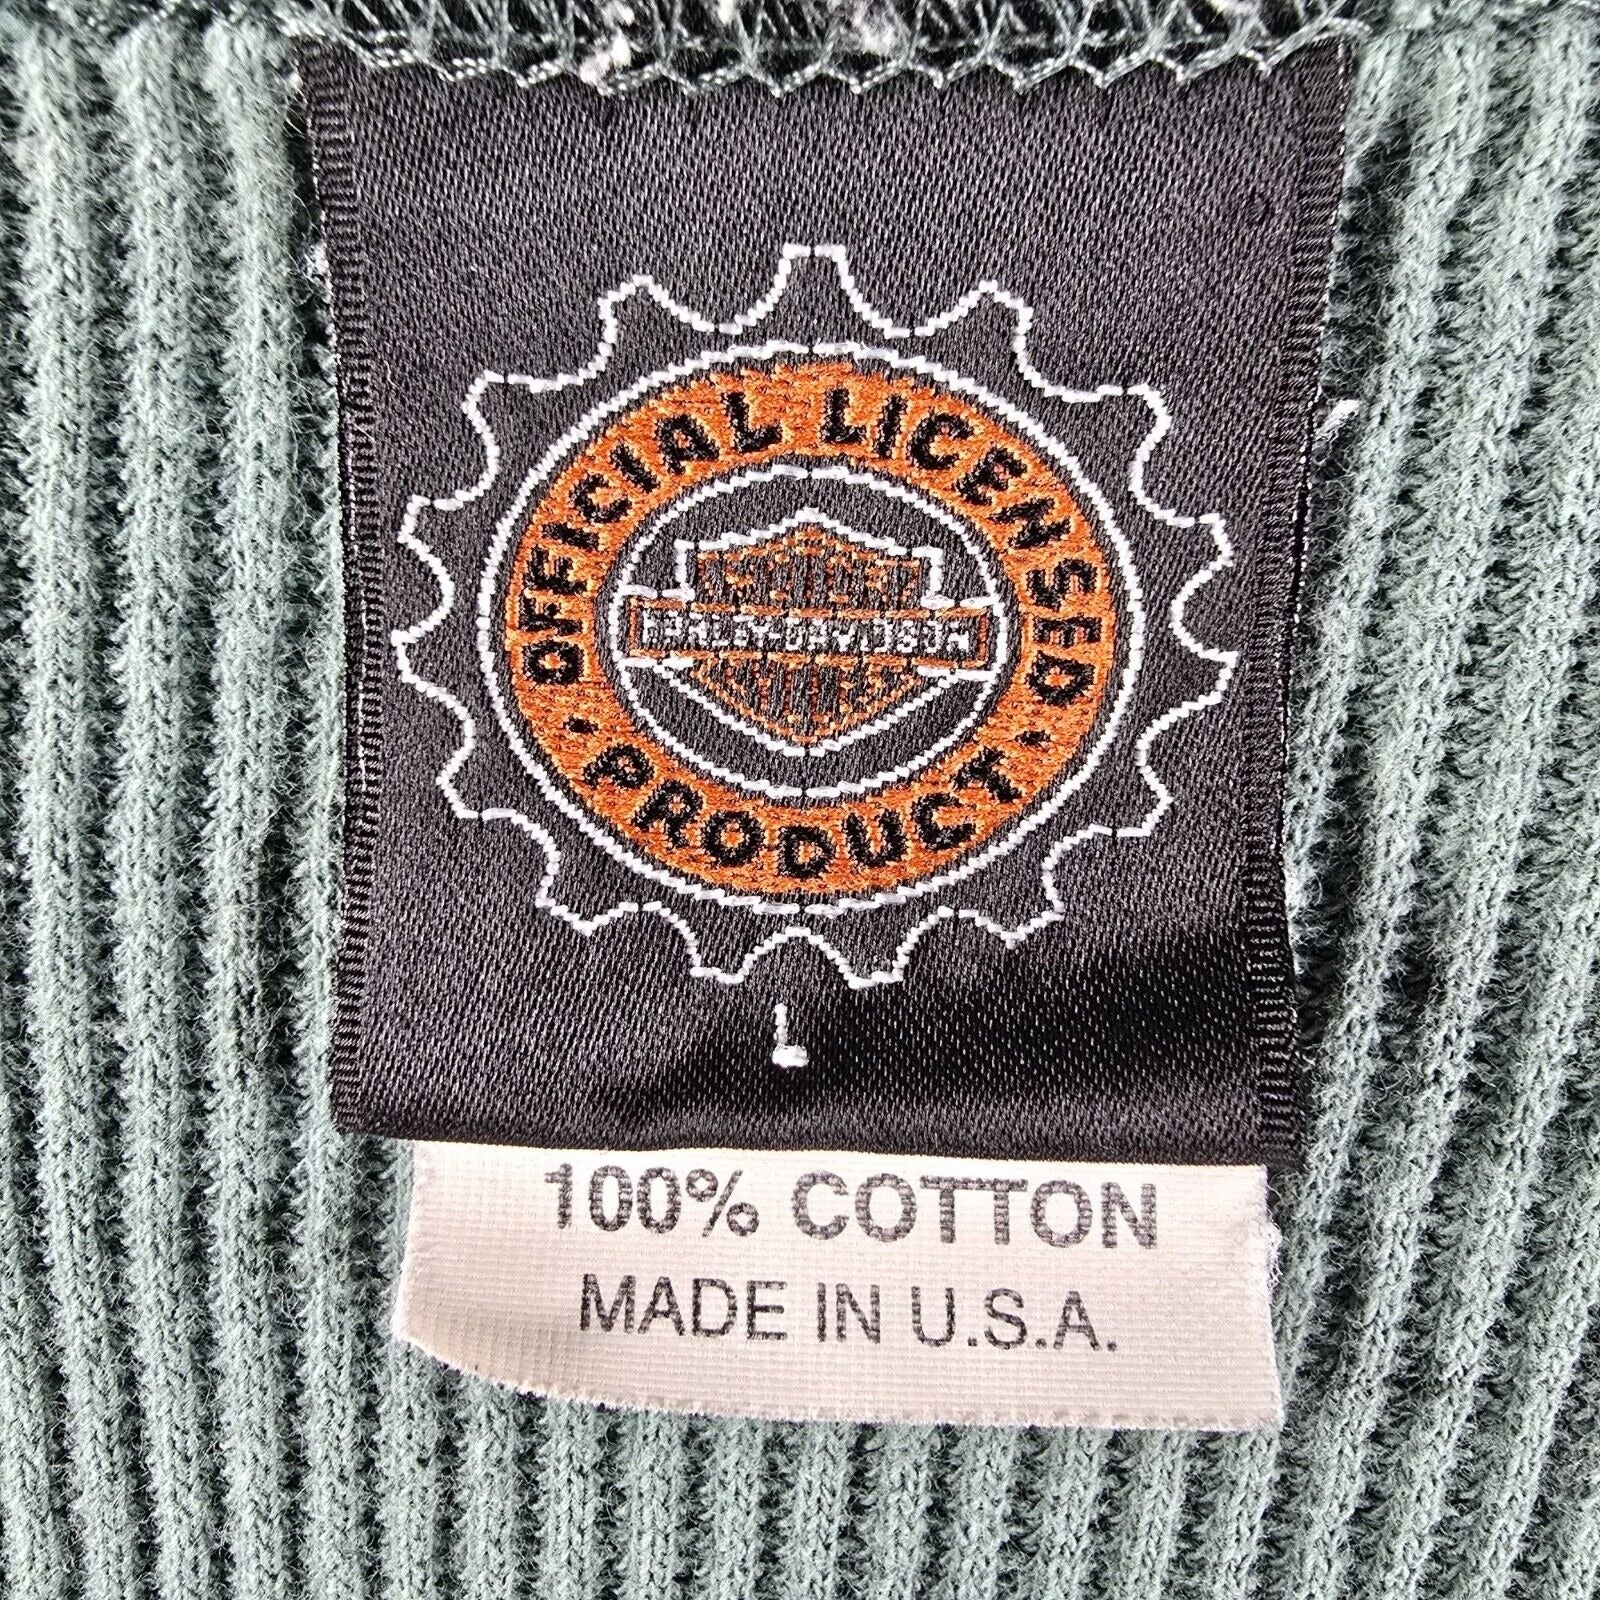 OFFICIAL LICENSED
HARLEY-DAVIDSON
• PRODUCT •
L
100% COTTON
MADE IN U.S.A.